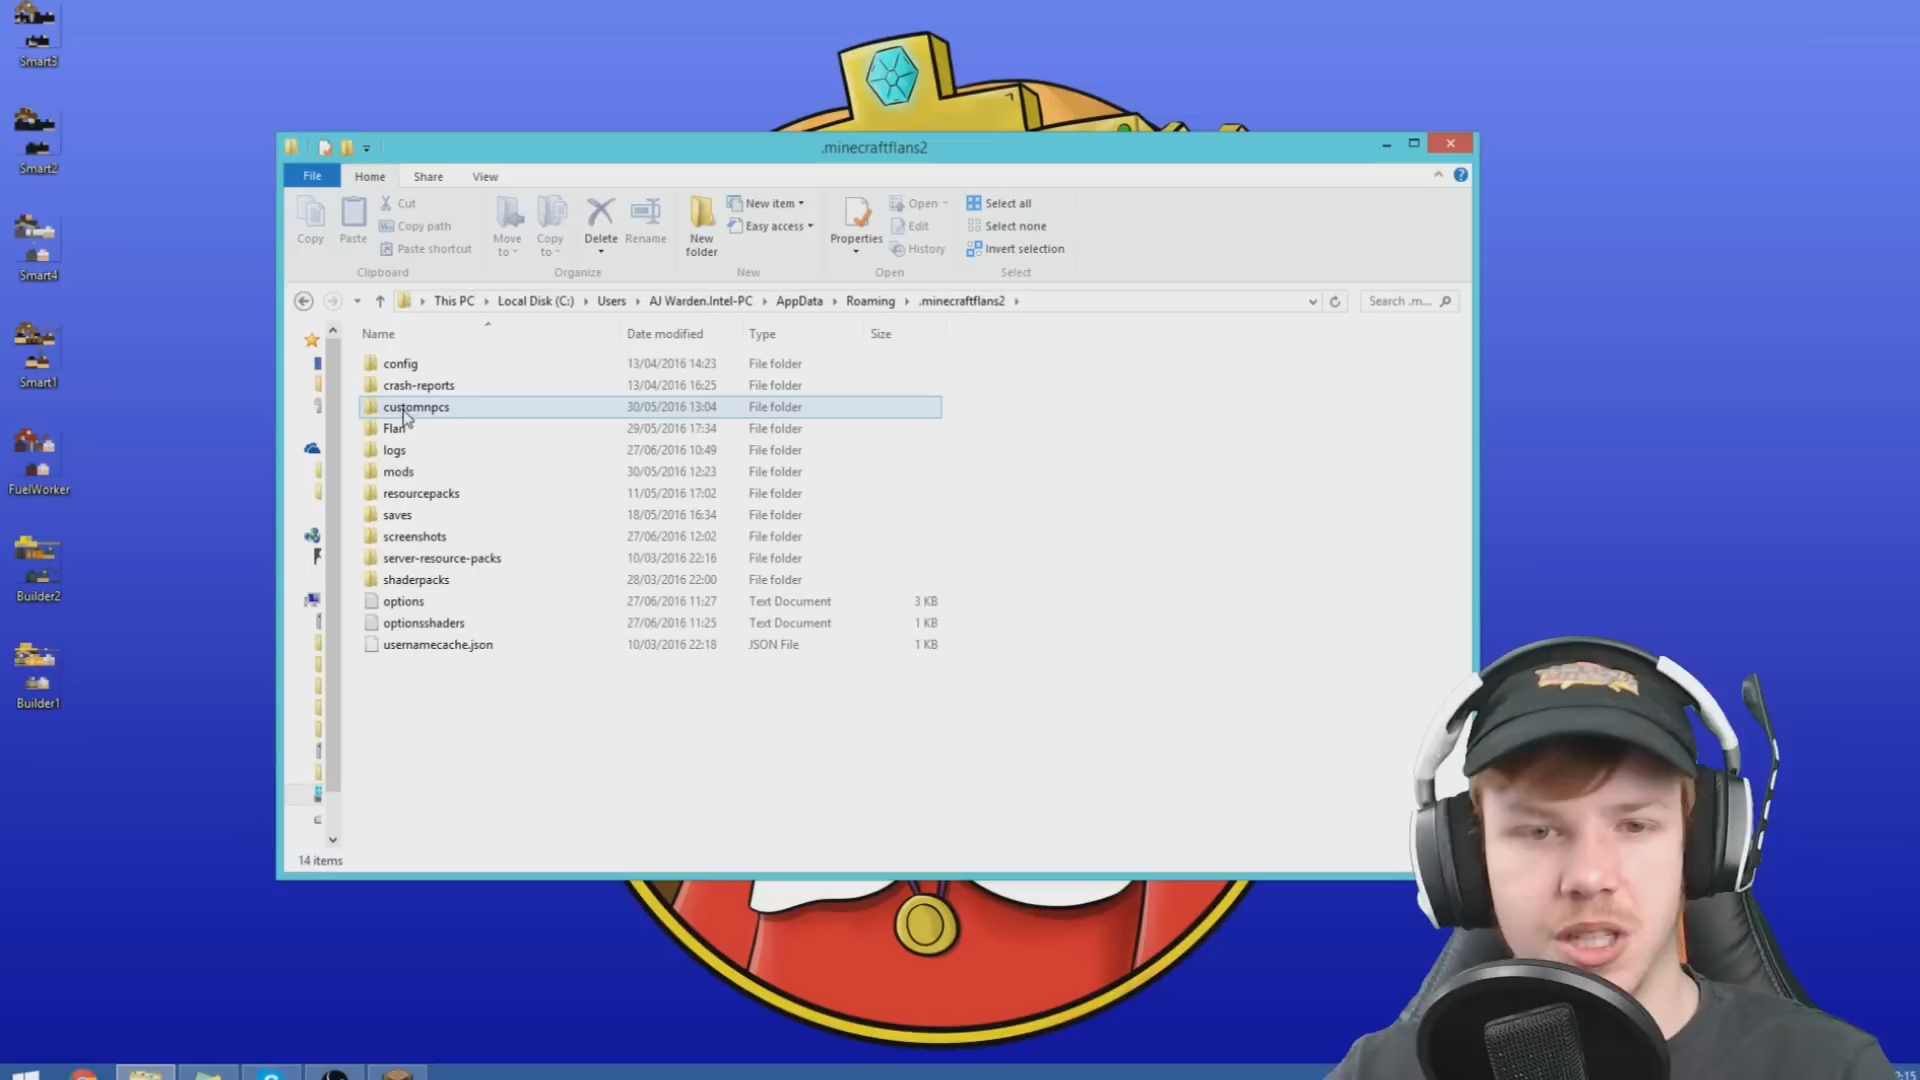 Smart3
Smart2
Smart4
Smart1
FuelWorker
Builder2
Builder1
.minecraftflans2
File Home Share View
Copy
Paste
Cut
Copy path
Paste shortcut
Clipboard
Move to
Copy to
Delete
Rename
Organize
New folder
New item
Easy access
New
Properties
Open
Edit
History
Open
Select all
Select none
Invert selection
Select
This PC Local Disk (C:) Users AJ Warden.Intel-PC AppData Roaming .minecraftflans2
Search .m...
Name Date modified Type Size
config 13/04/2016 14:23 File folder
crash-reports 13/04/2016 16:25 File folder
customnpcs 30/05/2016 13:04 File folder
Flan 29/05/2016 17:34 File folder
logs 27/06/2016 10:49 File folder
mods 30/05/2016 12:23 File folder
resourcepacks 11/05/2016 17:02 File folder
saves 18/05/2016 16:34 File folder
screenshots 27/06/2016 12:02 File folder
server-resource-packs 10/03/2016 22:16 File folder
shaderpacks 28/03/2016 22:00 File folder
options 27/06/2016 11:27 Text Document 3 KB
optionsshaders 27/06/2016 11:25 Text Document 1 KB
usernamecache.json 10/03/2016 22:18 JSON File 1 KB
14 items